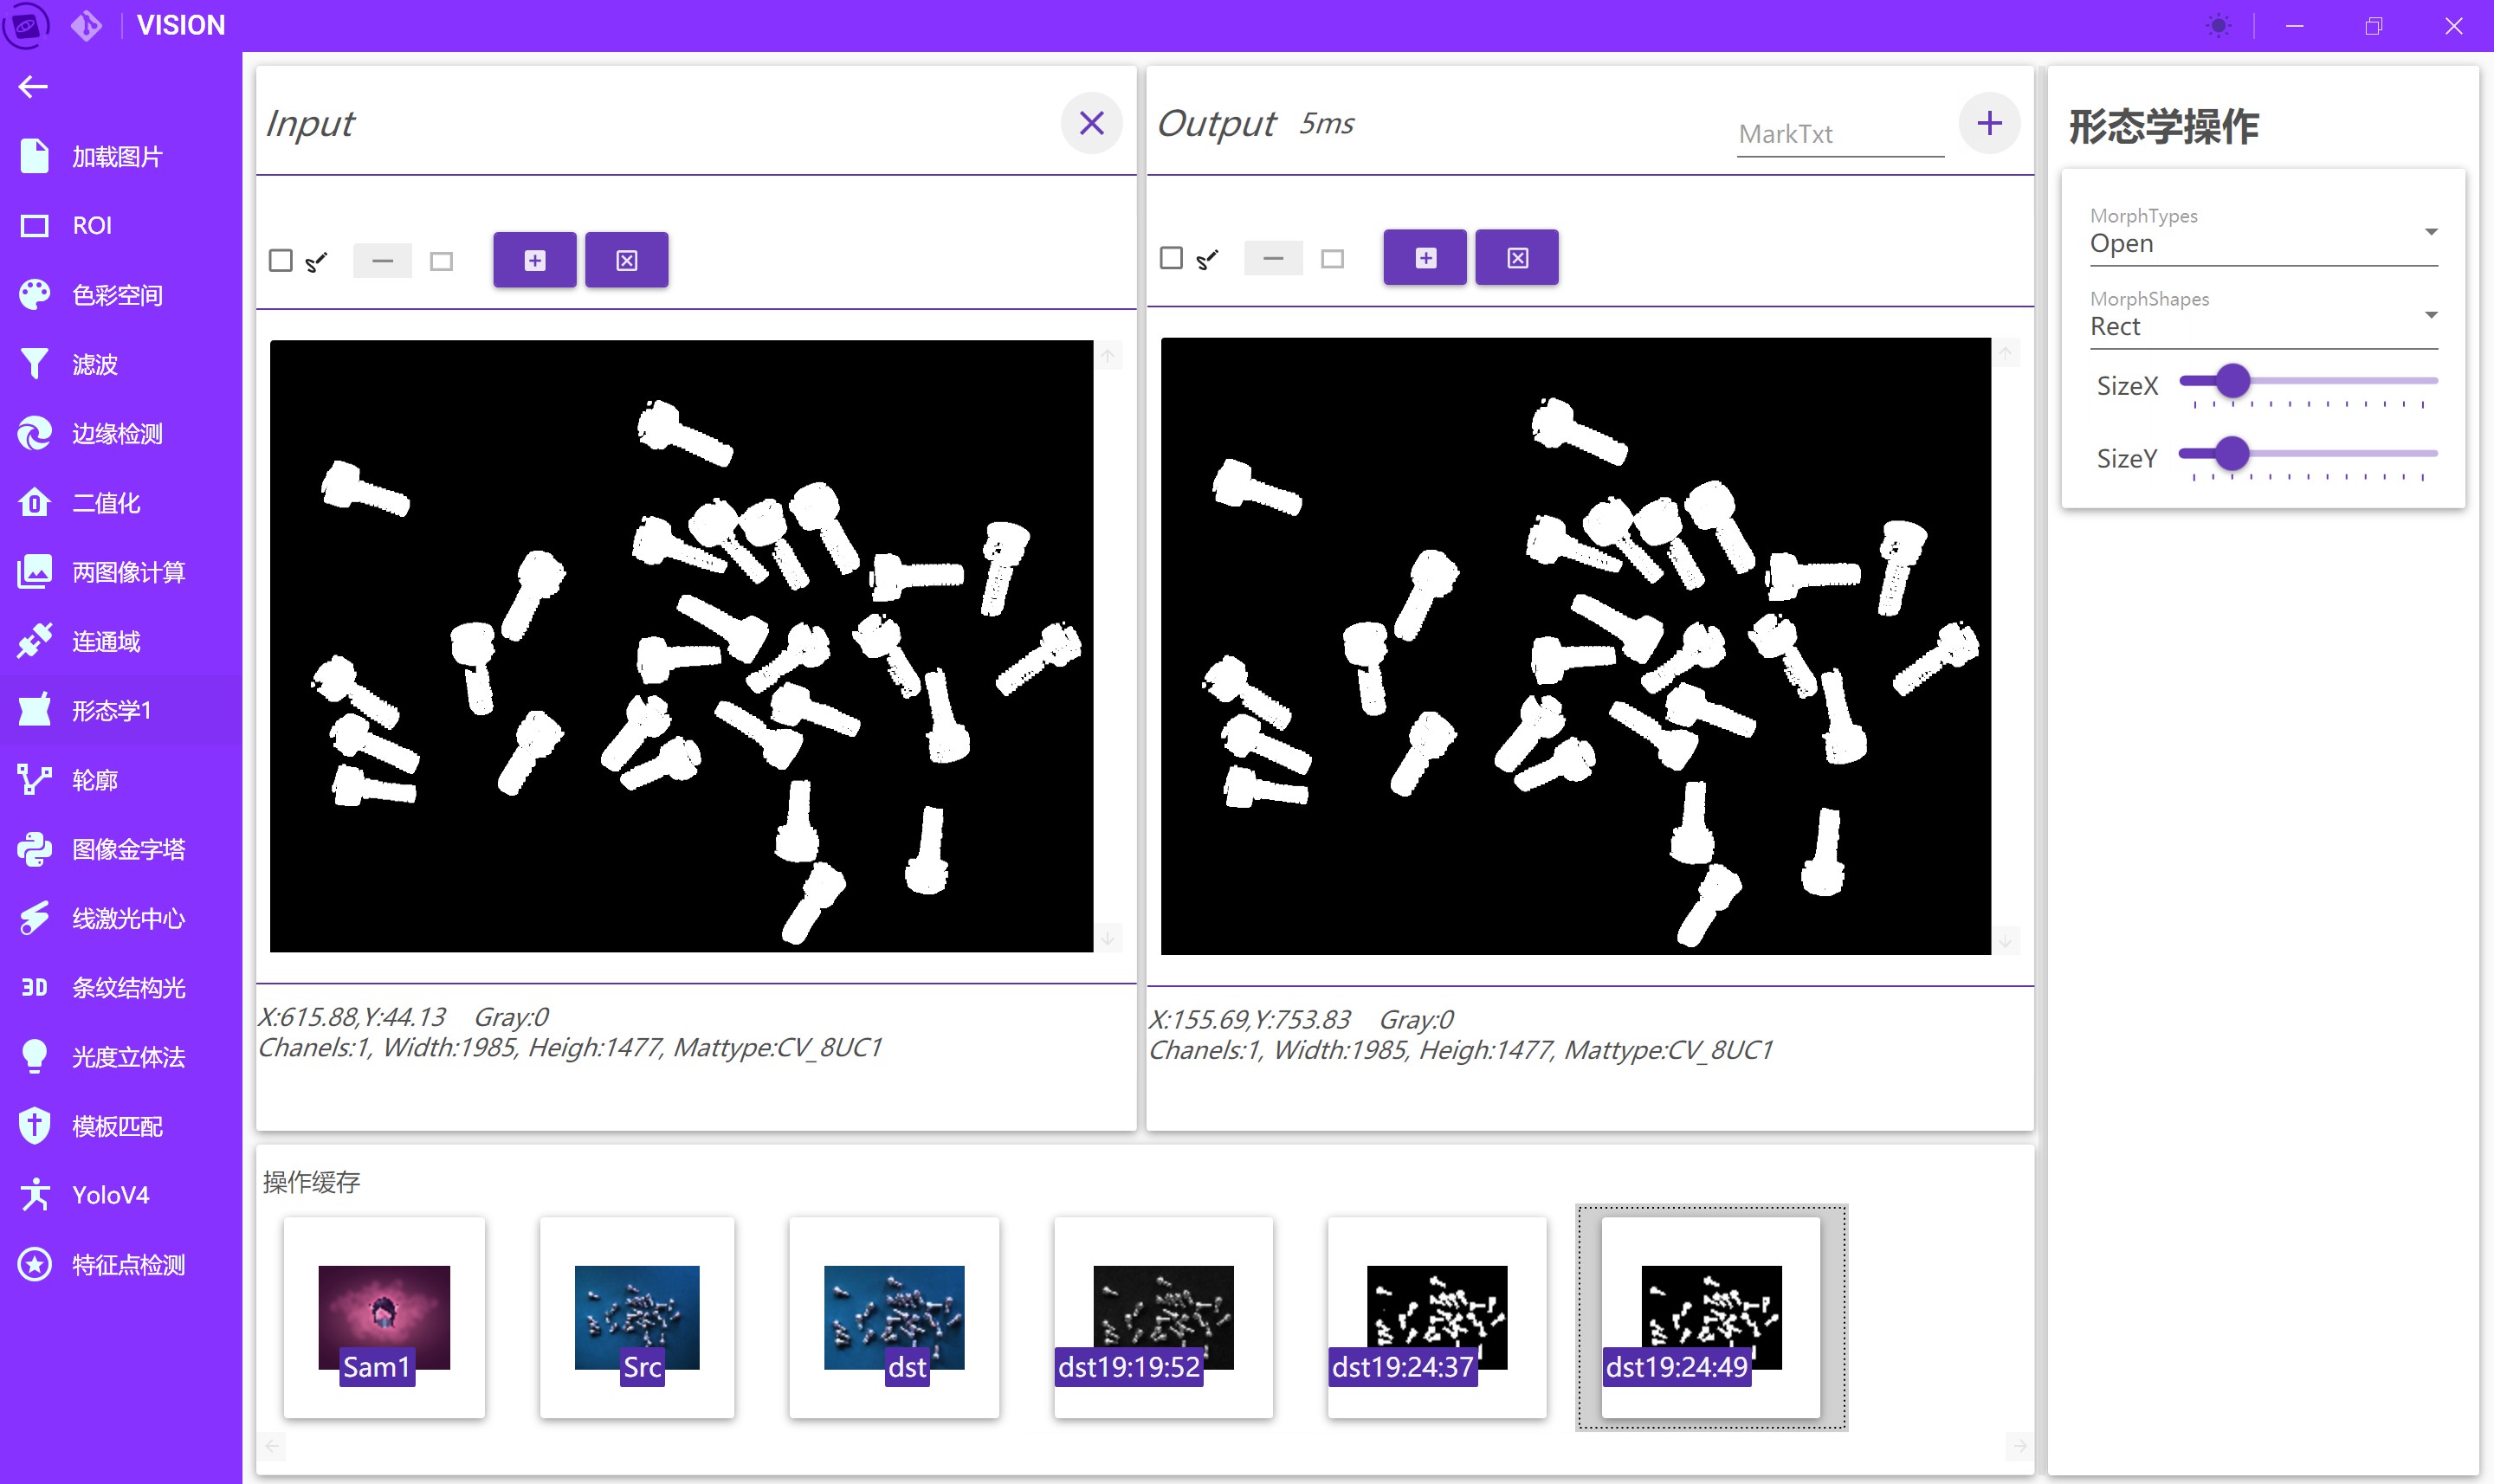 VISION
加载图片
ROI
色彩空间
滤波
边缘检测
二值化
两图像计算
连通域
形态学1
轮廓
图像金字塔
线激光中心
3D 条纹结构光
光度立体法
模板匹配
YoloV4
特征点检测
Input
X:615.88,Y:44.13 Gray:0
Chanels:1, Width:1985, Heigh:1477, Mattype:CV_8UC1
Output 5ms
MarkTxt
X:155.69,Y:753.83 Gray:0
Chanels:1, Width:1985, Heigh:1477, Mattype:CV_8UC1
形态学操作
MorphTypes
Open
MorphShapes
Rect
SizeX
SizeY
操作缓存
Sam1
Src
dst
dst19:19:52
dst19:24:37
dst19:24:49